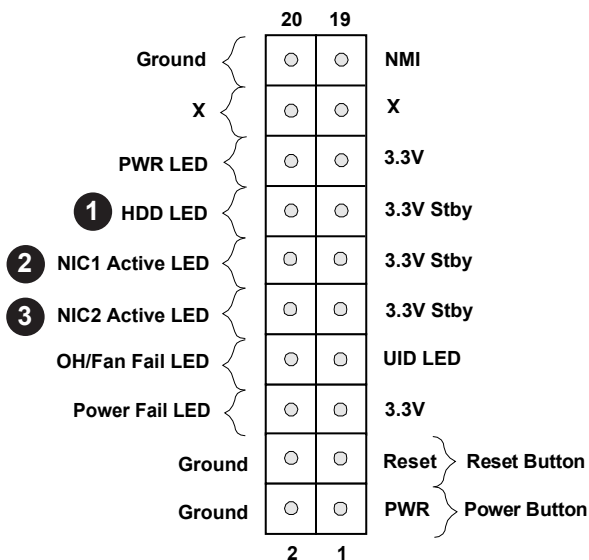 20 19
Ground NMI
X X
PWR LED 3.3V
1 HDD LED 3.3V Stby
2 NIC1 Active LED 3.3V Stby
3 NIC2 Active LED 3.3V Stby
OH/Fan Fail LED UID LED
Power Fail LED 3.3V
Ground Reset Reset Button
Ground PWR Power Button
2 1